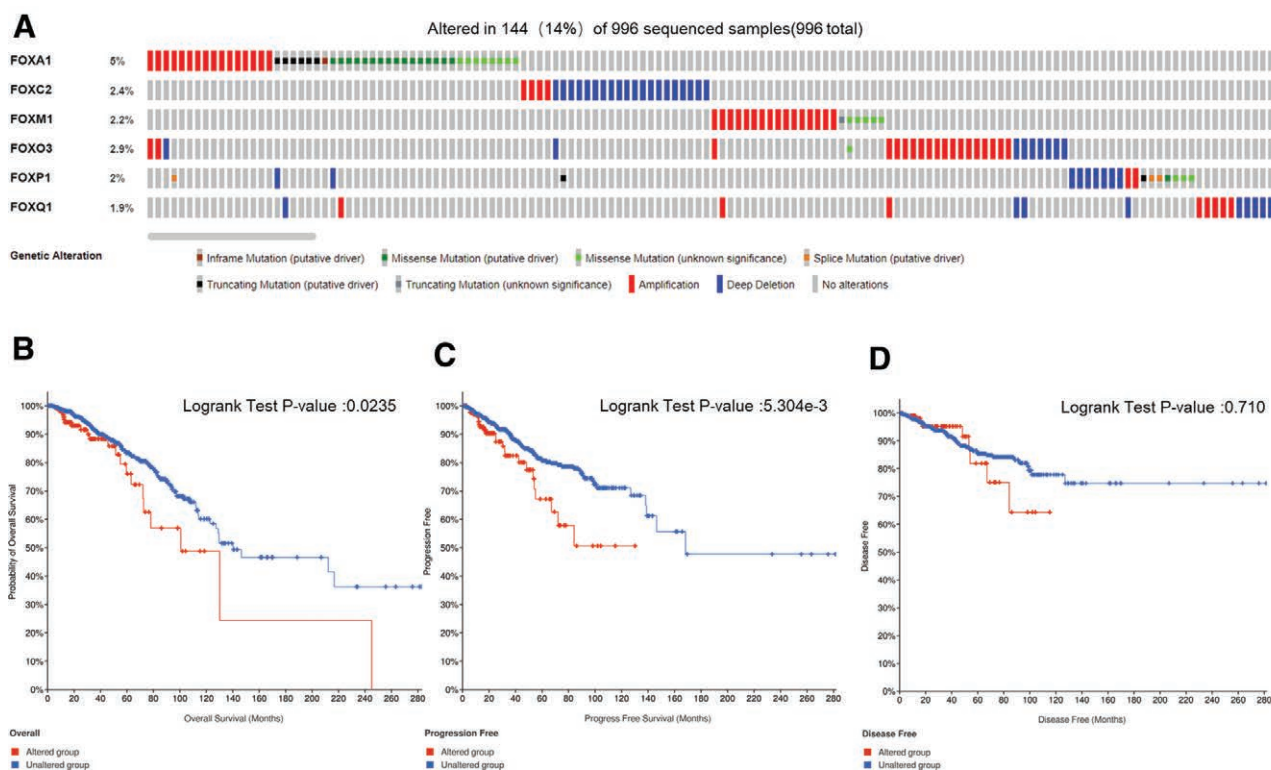 A
Altered in 144（14%）of 996 sequenced samples(996 total)
FOXA1 5%
FOXC2 2.4%
FOXM1 2.2%
FOXO3 2.9%
FOXP1 2%
FOXQ1 1.9%
Genetic Alteration
Inframe Mutation (putative driver) Missense Mutation (putative driver) Missense Mutation (unknown significance) Splice Mutation (putative driver)
Truncating Mutation (putative driver) Truncating Mutation (unknown significance) Amplification Deep Deletion No alterations
B
Logrank Test P-value :0.0235
Probability of Overall Survival
100%
90%
80%
70%
60%
50%
40%
30%
20%
10%
0%
0 20 40 60 80 100 120 140 160 180 200 220 240 260 280
Overall Survival (Months)
Overall
Altered group
Unaltered group
C
Logrank Test P-value :5.304e-3
Progression Free
100%
90%
80%
70%
60%
50%
40%
30%
20%
10%
0%
0 20 40 60 80 100 120 140 160 180 200 220 240 260 280
Progress Free Survival (Months)
Progression Free
Altered group
Unaltered group
D
Logrank Test P-value :0.710
Disease Free
100%
90%
80%
70%
60%
50%
40%
30%
20%
10%
0%
0 20 40 60 80 100 120 140 160 180 200 220 240 260 280
Disease Free (Months)
Disease Free
Altered group
Unaltered group